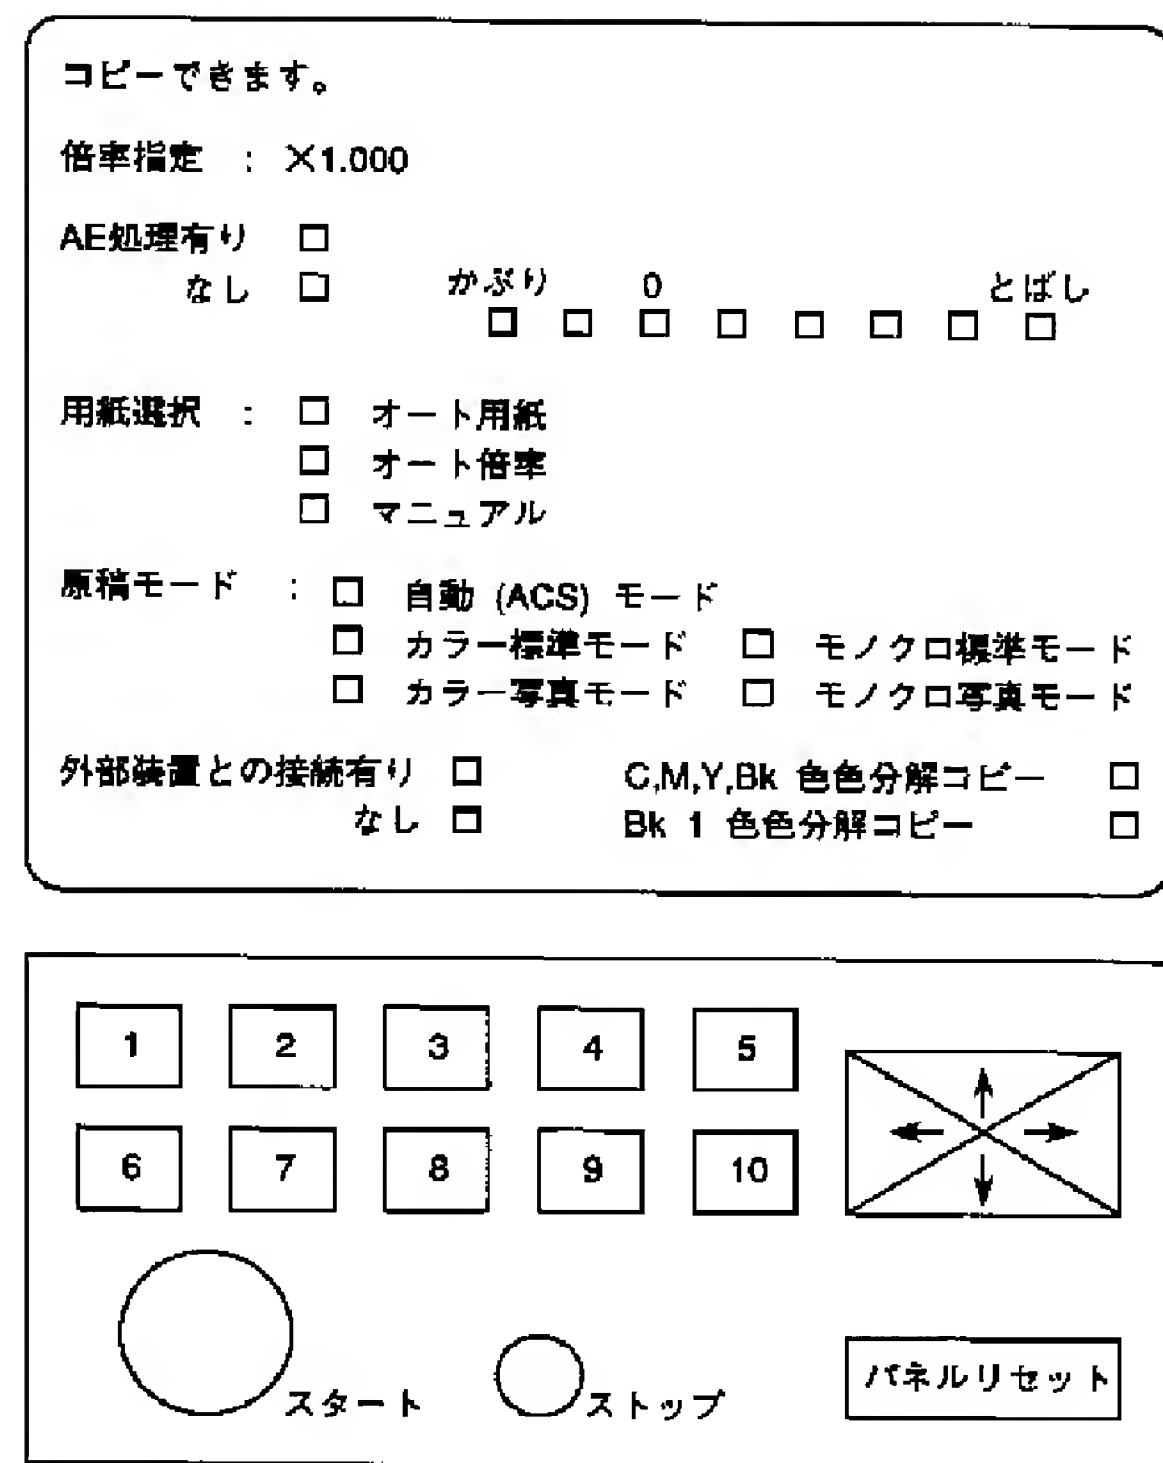 コピーできます。
倍率指定 : ×1.000
AE処理有り □
なし □
かぶり 0 とばし
□ □ □ □ □ □ □ □
用紙選択 : □ オート用紙
□ オート倍率
□ マニュアル
原稿モード : □ 自動 (ACS) モード
□ カラー標準モード □ モノクロ標準モード
□ カラー写真モード □ モノクロ写真モード
外部装置との接続有り □ C,M,Y,Bk 色色分解コピー □
なし □ Bk 1 色色分解コピー □
1 2 3 4 5
6 7 8 9 10
スタート ストップ パネルリセット